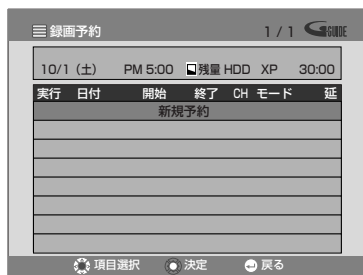 録画予約 1 / 1 GGUIDE
10/1 (土) PM 5:00 残量 HDD XP 30:00
実行 日付 開始 終了 CH モード 延
新規予約
項目選択 決定 戻る